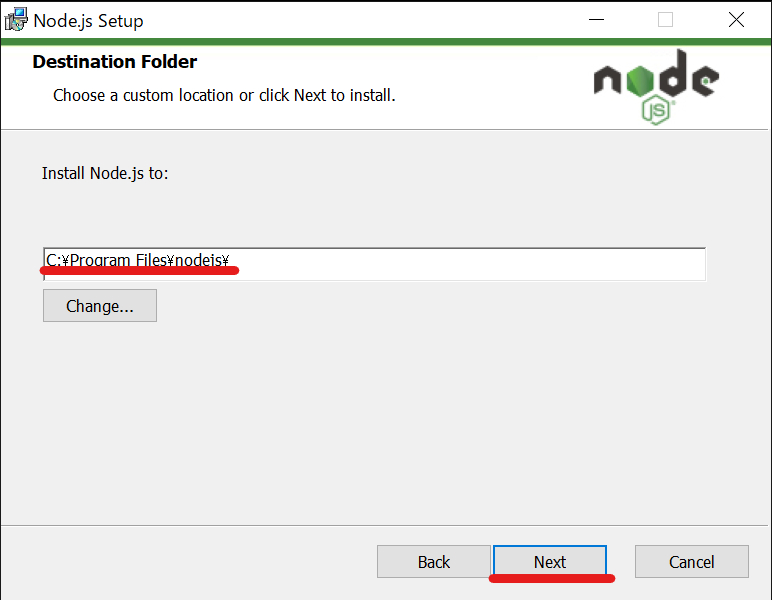 Node.js Setup
Destination Folder
Choose a custom location or click Next to install.
node
JS
Install Node.js to:
C:¥Program Files¥nodejs¥
Change...
Back
Next
Cancel